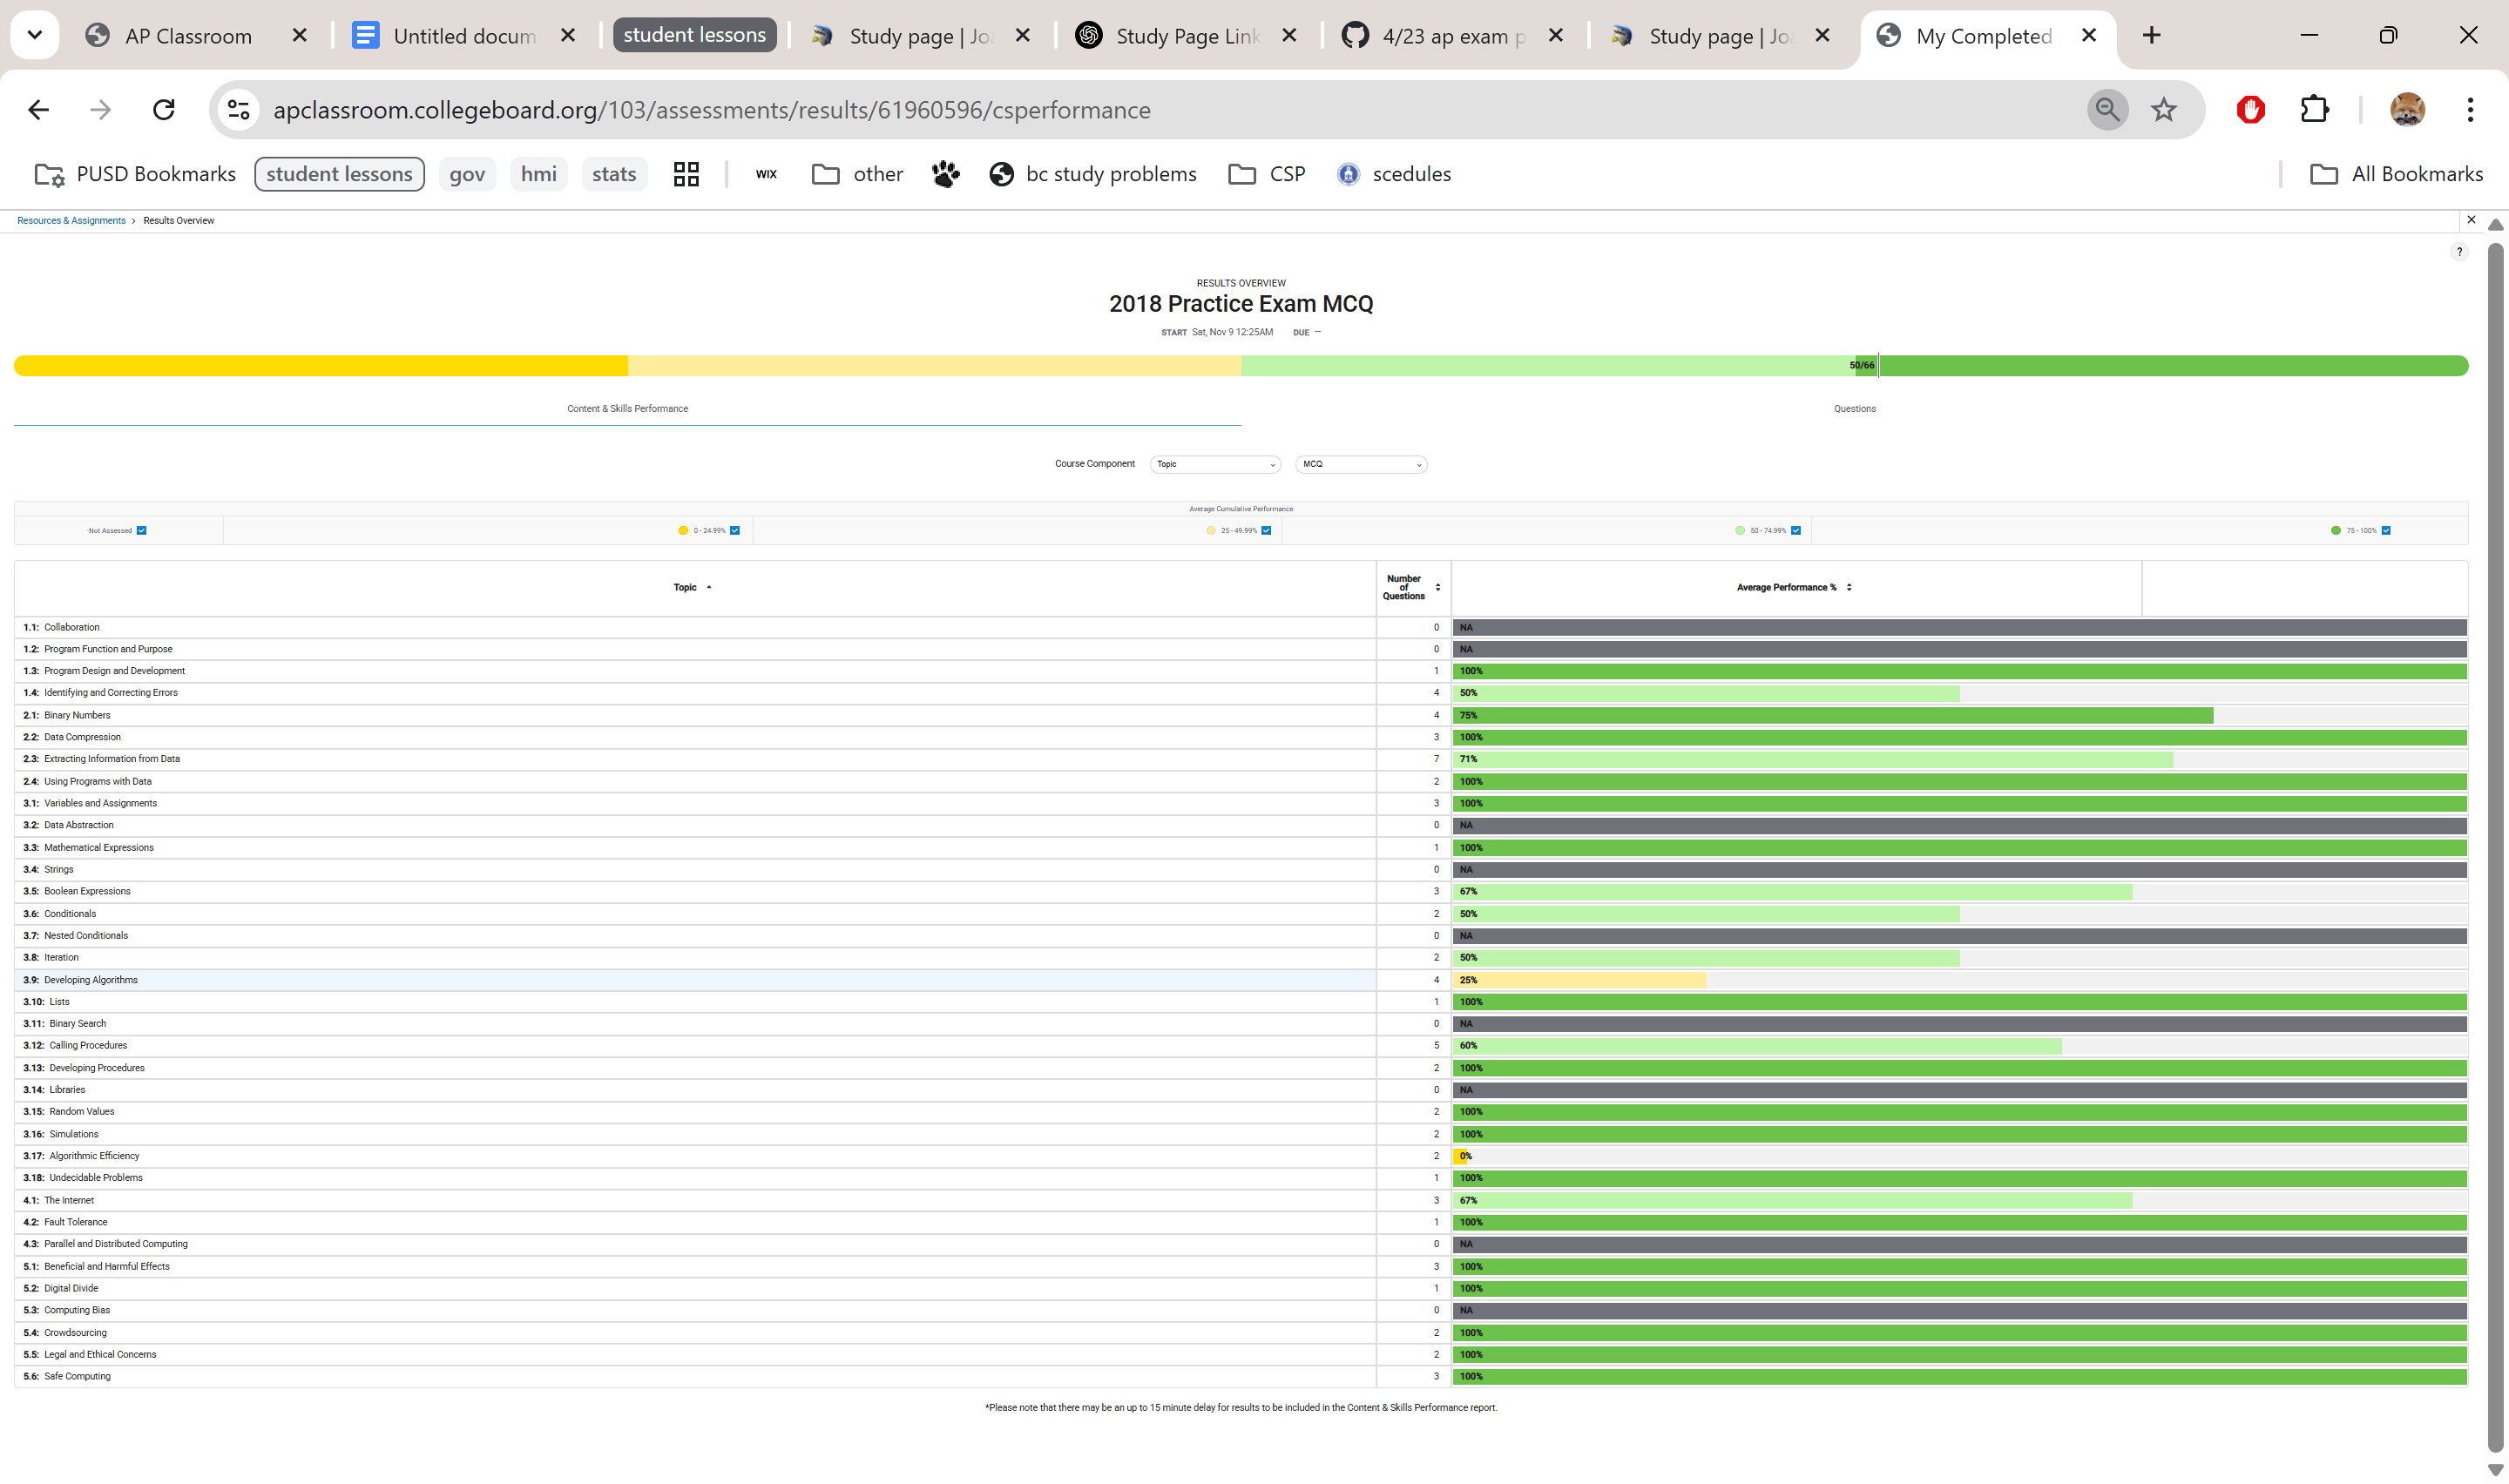 AP Classroom
Untitled docum
student lessons
Study page | Jo
Study Page Link
4/23 ap exam p
Study page | Jo
My Completed
apclassroom.collegeboard.org/103/assessments/results/61960596/csperformance
PUSD Bookmarks student lessons gov hmi stats WIX other bc study problems CSP scedules All Bookmarks
Resources & Assignments > Results Overview
?
RESULTS OVERVIEW
2018 Practice Exam MCQ
START Sat, Nov 9 12:25AM DUE —
50/66
Content & Skills Performance Questions
Course Component Topic MCQ
Average Cumulative Performance
Not Assessed 0 - 24.99% 25 - 49.99% 50 - 74.99% 75 - 100%
Topic Number of Questions Average Performance %
1.1: Collaboration 0 NA
1.2: Program Function and Purpose 0 NA
1.3: Program Design and Development 1 100%
1.4: Identifying and Correcting Errors 4 50%
2.1: Binary Numbers 4 75%
2.2: Data Compression 3 100%
2.3: Extracting Information from Data 7 71%
2.4: Using Programs with Data 2 100%
3.1: Variables and Assignments 3 100%
3.2: Data Abstraction 0 NA
3.3: Mathematical Expressions 1 100%
3.4: Strings 0 NA
3.5: Boolean Expressions 3 67%
3.6: Conditionals 2 50%
3.7: Nested Conditionals 0 NA
3.8: Iteration 2 50%
3.9: Developing Algorithms 4 25%
3.10: Lists 1 100%
3.11: Binary Search 0 NA
3.12: Calling Procedures 5 60%
3.13: Developing Procedures 2 100%
3.14: Libraries 0 NA
3.15: Random Values 2 100%
3.16: Simulations 2 100%
3.17: Algorithmic Efficiency 2 0%
3.18: Undecidable Problems 1 100%
4.1: The Internet 3 67%
4.2: Fault Tolerance 1 100%
4.3: Parallel and Distributed Computing 0 NA
5.1: Beneficial and Harmful Effects 3 100%
5.2: Digital Divide 1 100%
5.3: Computing Bias 0 NA
5.4: Crowdsourcing 2 100%
5.5: Legal and Ethical Concerns 2 100%
5.6: Safe Computing 3 100%
*Please note that there may be an up to 15 minute delay for results to be included in the Content & Skills Performance report.